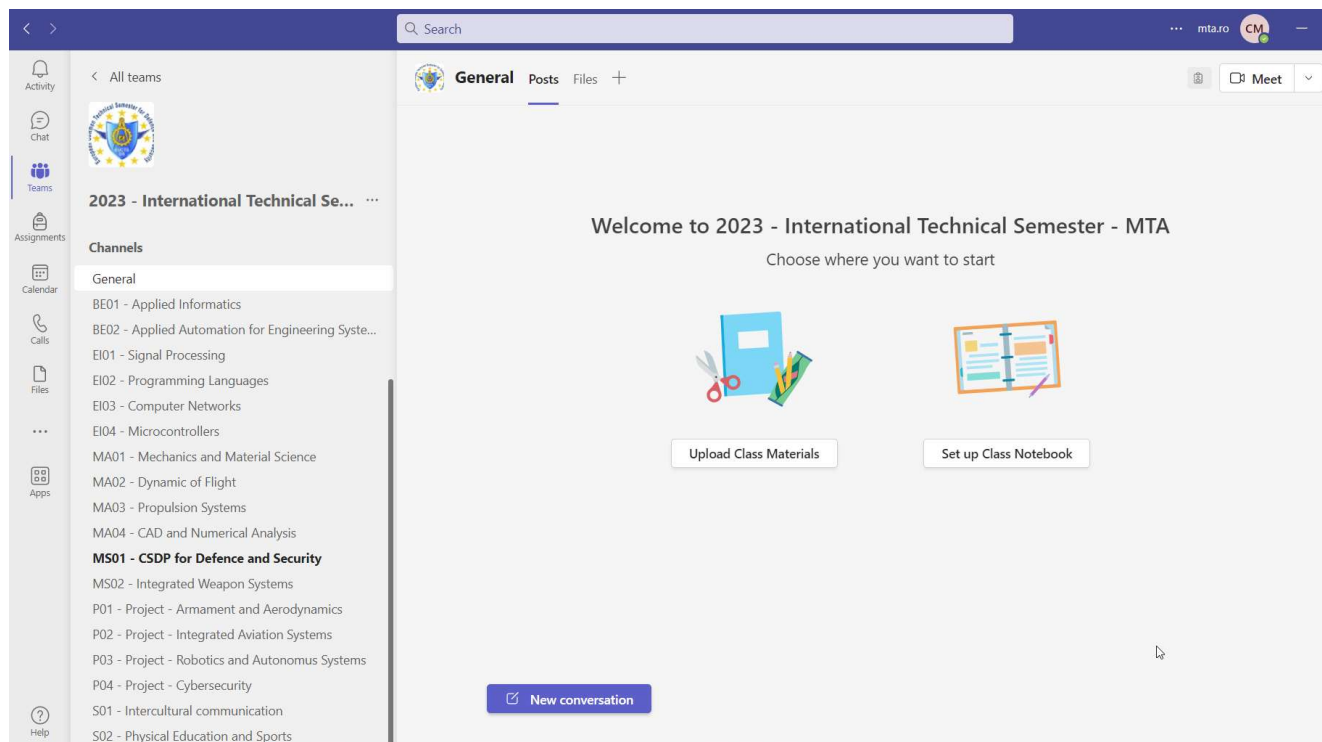 Search
mta.ro
CM
Activity
Chat
Teams
Assignments
Calendar
Calls
Files
Apps
Help
All teams
2023 - International Technical Se...
Channels
General
BE01 - Applied Informatics
BE02 - Applied Automation for Engineering Syste...
EI01 - Signal Processing
EI02 - Programming Languages
EI03 - Computer Networks
EI04 - Microcontrollers
MA01 - Mechanics and Material Science
MA02 - Dynamic of Flight
MA03 - Propulsion Systems
MA04 - CAD and Numerical Analysis
MS01 - CSDP for Defence and Security
MS02 - Integrated Weapon Systems
P01 - Project - Armament and Aerodynamics
P02 - Project - Integrated Aviation Systems
P03 - Project - Robotics and Autonomus Systems
P04 - Project - Cybersecurity
S01 - Intercultural communication
S02 - Physical Education and Sports
General Posts Files
Meet
Welcome to 2023 - International Technical Semester - MTA
Choose where you want to start
Upload Class Materials
Set up Class Notebook
New conversation